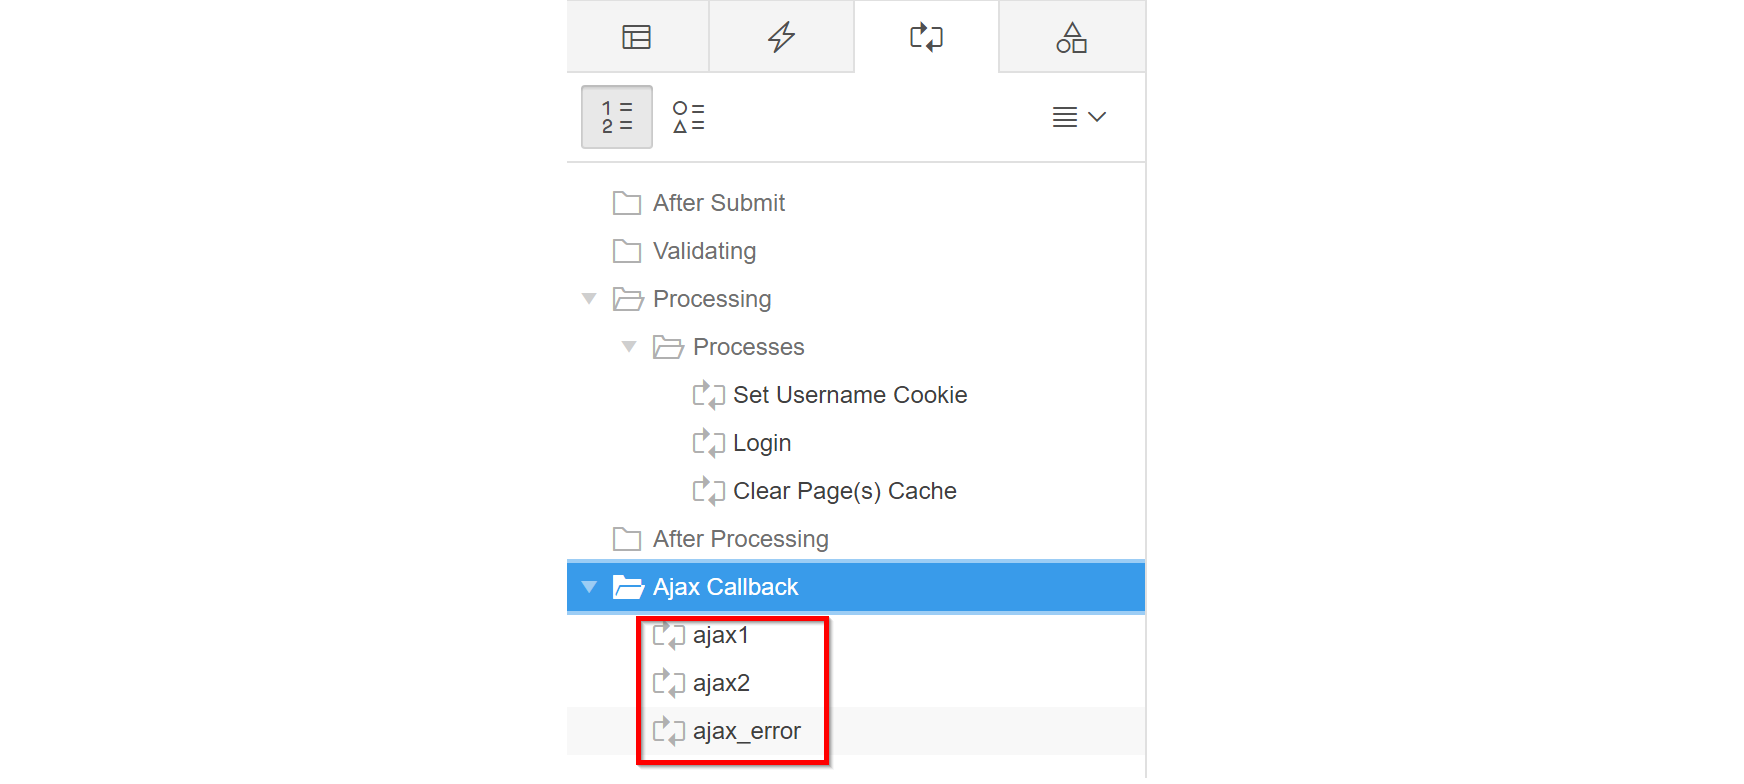 1
2
After Submit
Validating
Processing
Processes
Set Username Cookie
Login
Clear Page(s) Cache
After Processing
Ajax Callback
ajax1
ajax2
ajax_error